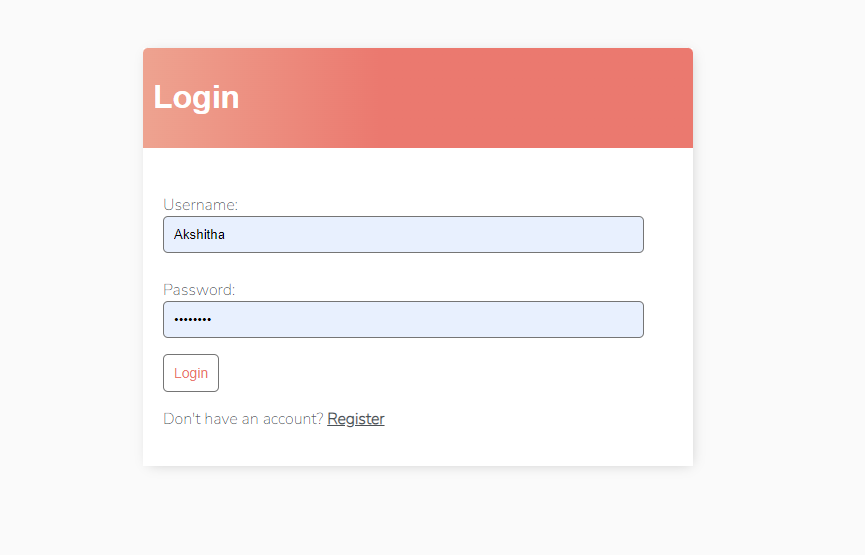 Login
Username:
Akshitha
Password:
••••••••
Login
Don't have an account? Register